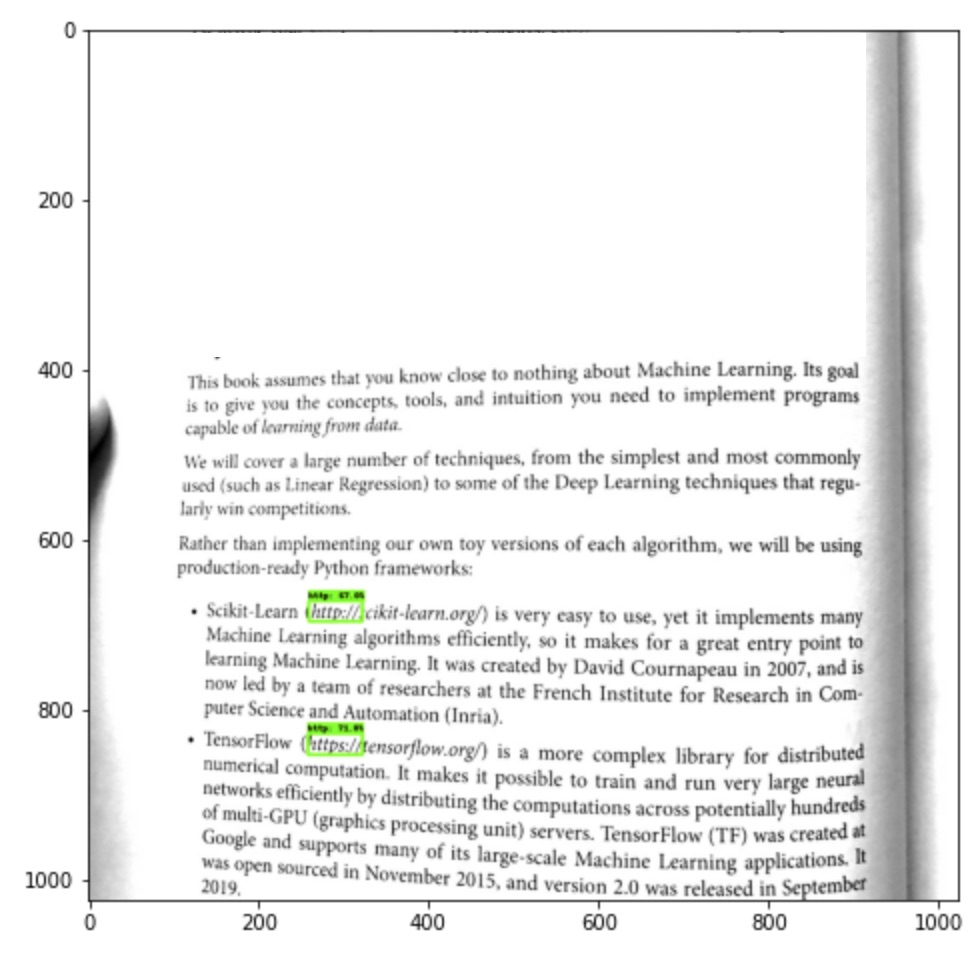 0
200
400
600
800
1000
This book assumes that you know close to nothing about Machine Learning. Its goal
is to give you the concepts, tools, and intuition you need to implement programs
capable of learning from data.
We will cover a large number of techniques, from the simplest and most commonly
used (such as Linear Regression) to some of the Deep Learning techniques that regu-
larly win competitions.
Rather than implementing our own toy versions of each algorithm, we will be using
production-ready Python frameworks:
http:
• Scikit-Learn (http://scikit-learn.org/) is very easy to use, yet it implements many
Machine Learning algorithms efficiently, so it makes for a great entry point to
learning Machine Learning. It was created by David Cournapeau in 2007, and is
now led by a team of researchers at the French Institute for Research in Com-
puter Science and Automation (Inria).
http:
• TensorFlow (https://tensorflow.org/) is a more complex library for distributed
numerical computation. It makes it possible to train and run very large neural
networks efficiently by distributing the computations across potentially hundreds
of multi-GPU (graphics processing unit) servers. TensorFlow (TF) was created at
Google and supports many of its large-scale Machine Learning applications. It
was open sourced in November 2015, and version 2.0 was released in September
2019.
0 200 400 600 800 1000